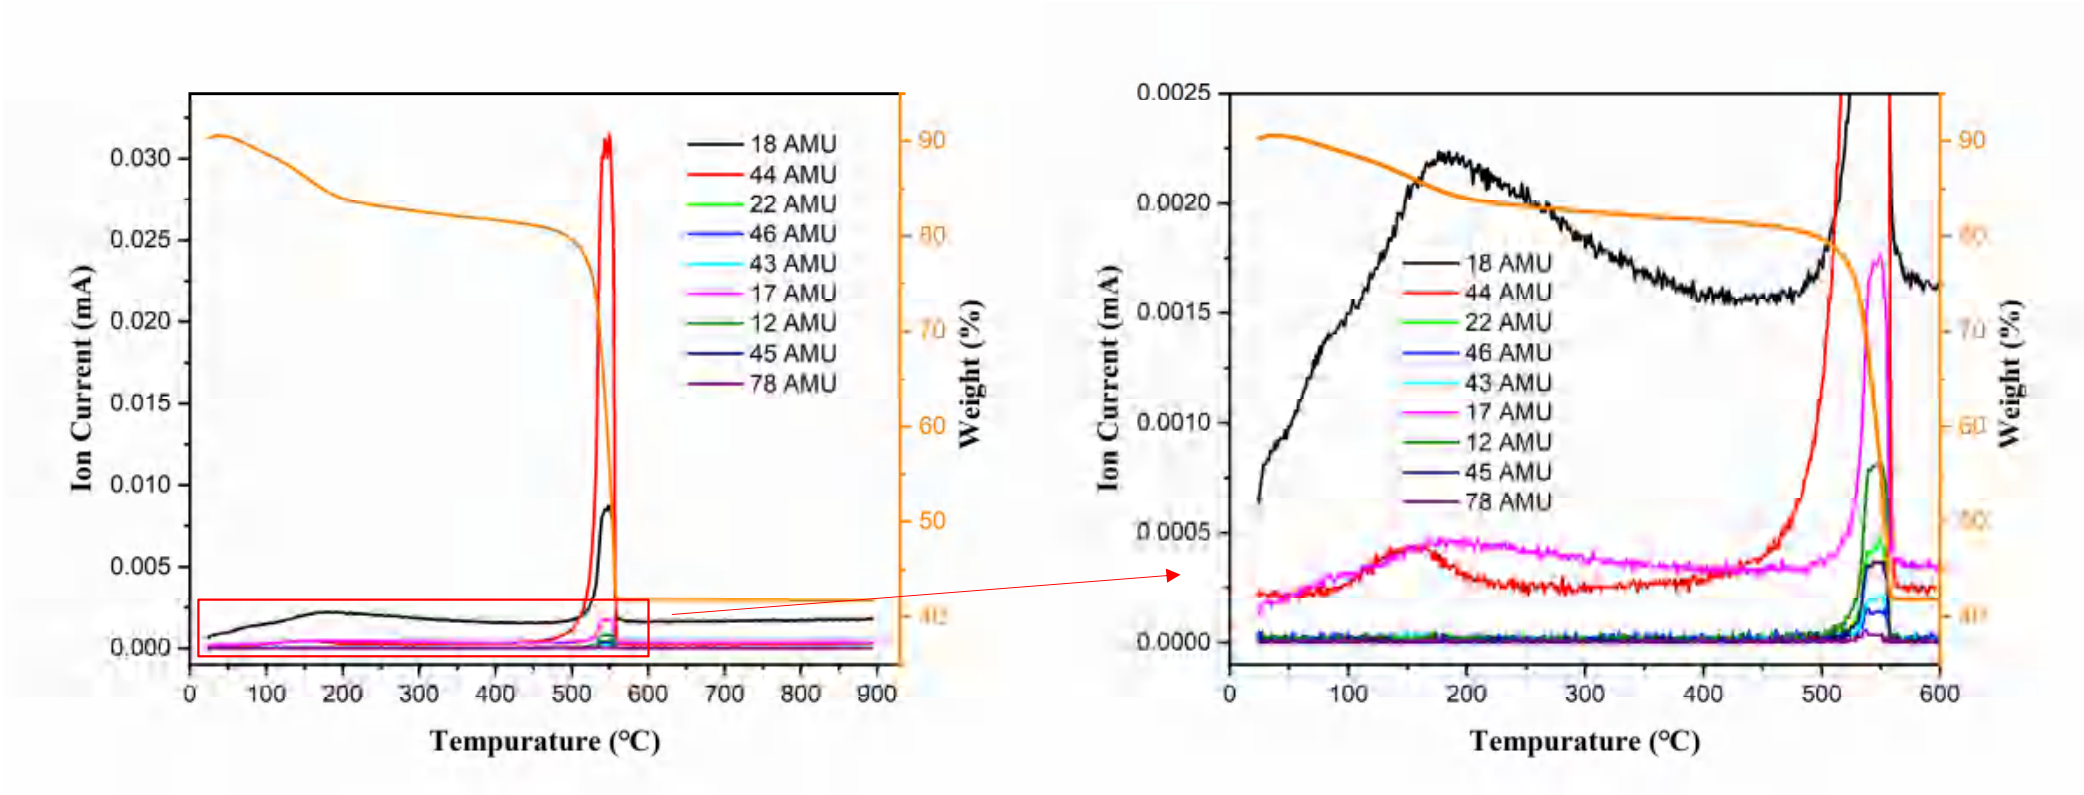 0.030
0.025
0.020
0.015
0.010
0.005
0.000
Ion Current (mA)
0 100 200 300 400 500 600 700 800 900
Tempurature (°C)
18 AMU
44 AMU
22 AMU
46 AMU
43 AMU
17 AMU
12 AMU
45 AMU
78 AMU
90
80
70
60
50
40
Weight (%)
0.0025
0.0020
0.0015
0.0010
0.0005
0.0000
Ion Current (mA)
0 100 200 300 400 500 600
Tempurature (°C)
18 AMU
44 AMU
22 AMU
46 AMU
43 AMU
17 AMU
12 AMU
45 AMU
78 AMU
90
80
70
60
50
40
Weight (%)